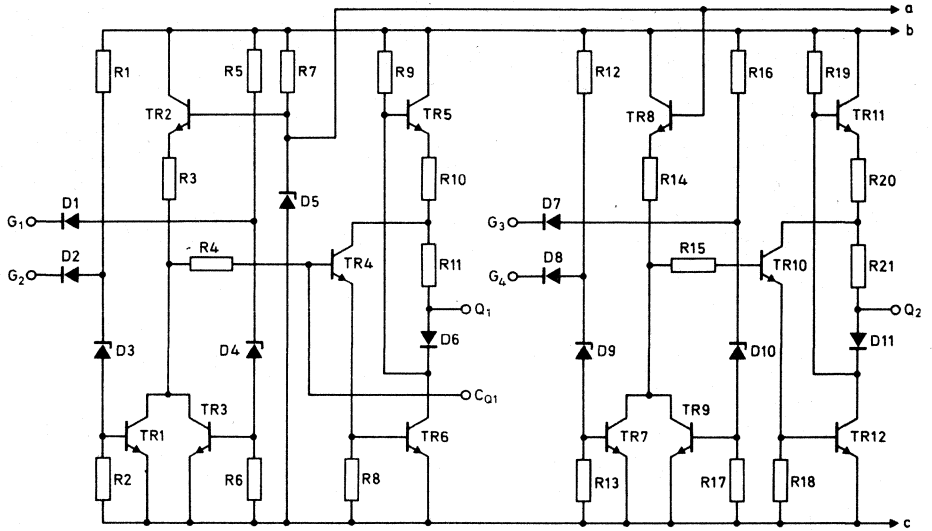 a
b
R1 R5 R7 R9 R12 R16 R19
TR2 TR5 TR8 TR11
R3 R10 R14 R20
D5
G1 D1 G3 D7
R4 R15
G2 D2 TR4 R11 G4 D8 TR10 R21
Q1 Q2
D3 D4 D6 D9 D10 D11
CQ1
TR3 TR9
TR1 TR6 TR7 TR12
R2 R6 R8 R13 R17 R18
c